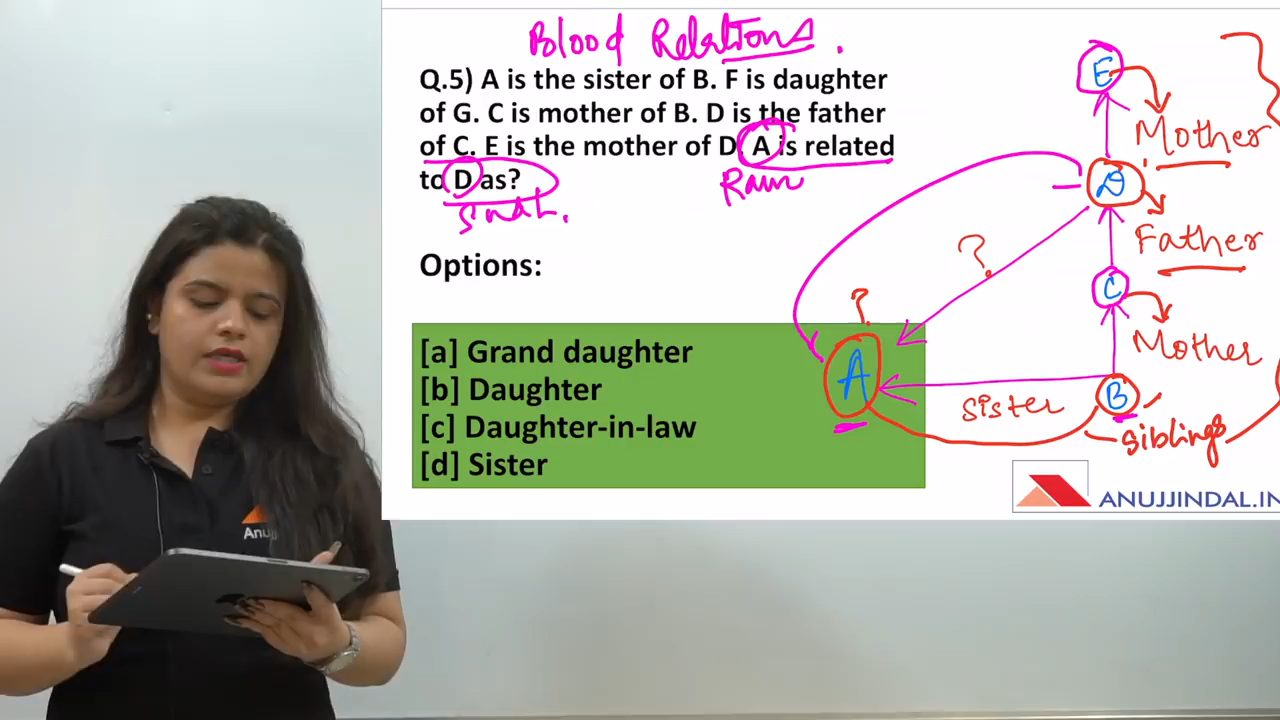 Blood Relations.
Q.5) A is the sister of B. F is daughter
of G. C is mother of B. D is the father
of C. E is the mother of D. A is related
to D as?
Ram
Options:
[a] Grand daughter
[b] Daughter
[c] Daughter-in-law
[d] Sister
E
Mother
D
Father
?
C
Mother
?
A
sister
B
siblings
ANUJJINDAL.IN
Anujj